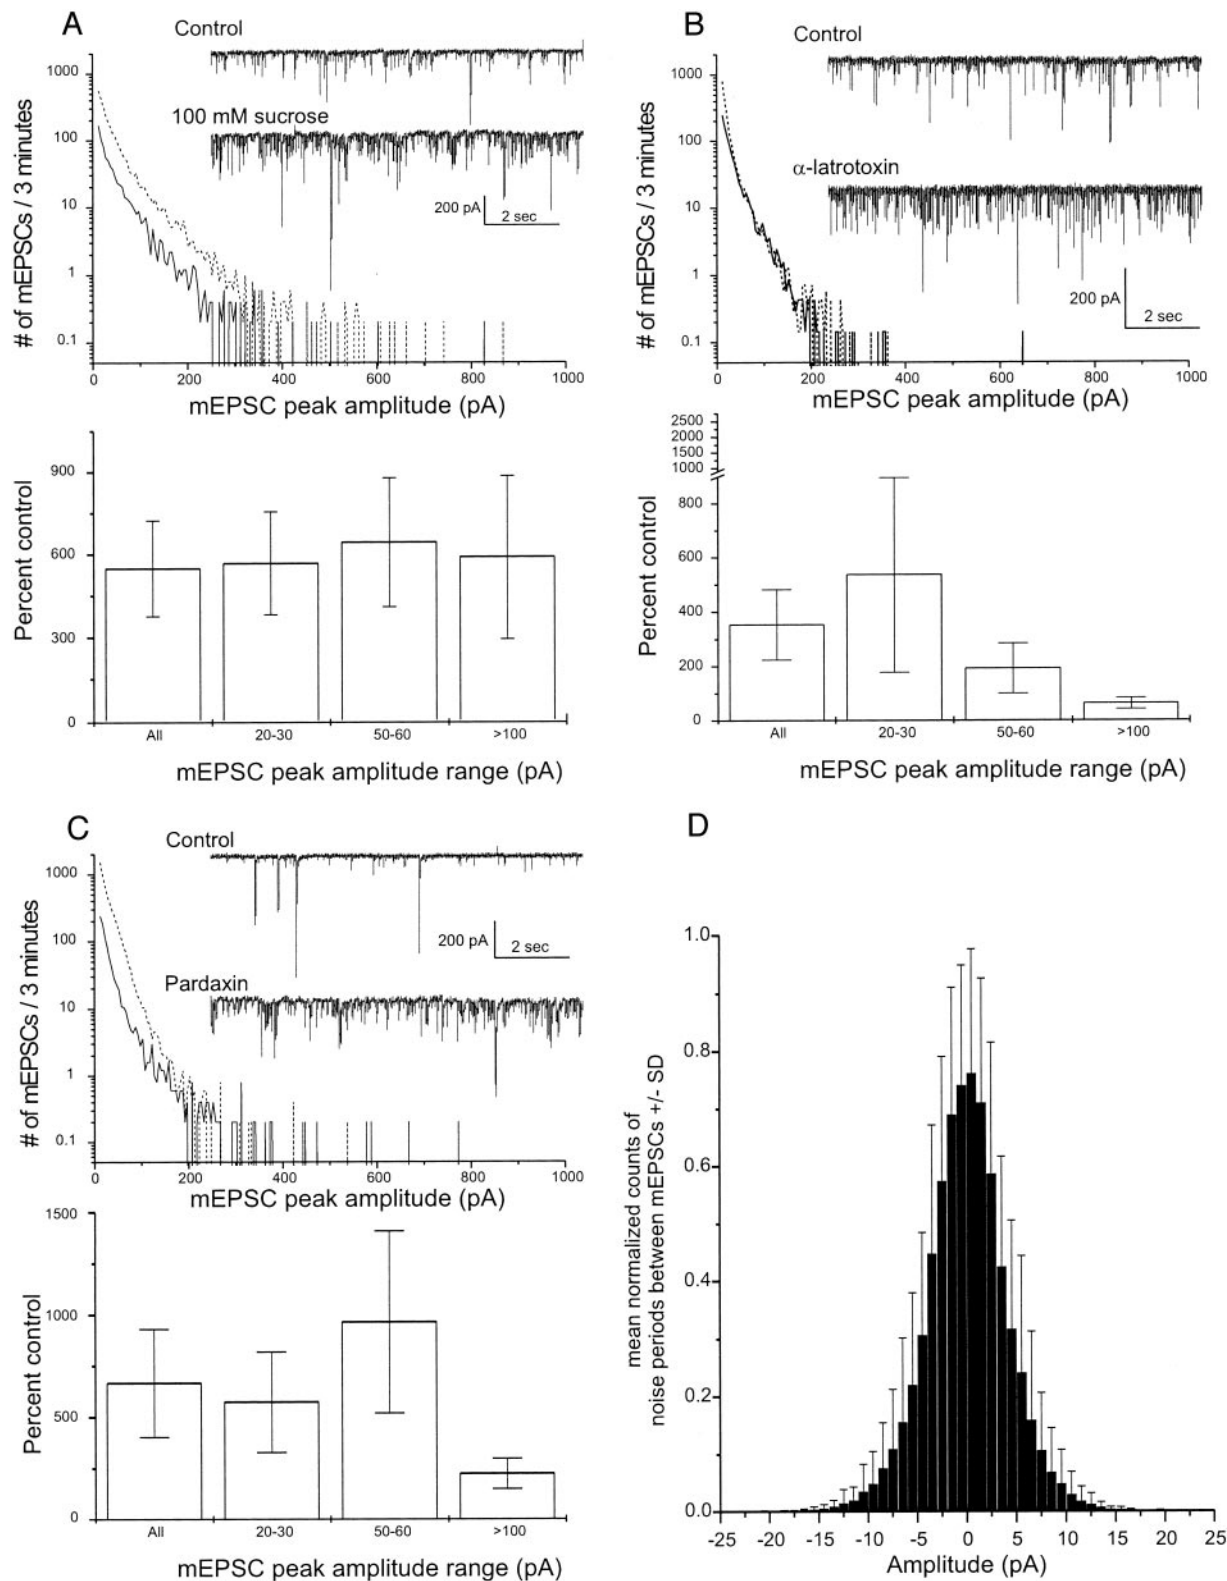 A
Control
100 mM sucrose
200 pA
2 sec
# of mEPSCs / 3 minutes
1000
100
10
1
0.1
0
200
400
600
800
1000
mEPSC peak amplitude (pA)
Percent control
900
600
300
0
All
20-30
50-60
>100
mEPSC peak amplitude range (pA)
B
Control
α-latrotoxin
200 pA
2 sec
# of mEPSCs / 3 minutes
1000
100
10
1
0.1
0
200
400
600
800
1000
mEPSC peak amplitude (pA)
Percent control
2500
2000
1500
1000
800
600
400
200
0
All
20-30
50-60
>100
mEPSC peak amplitude range (pA)
C
Control
200 pA
2 sec
Pardaxin
# of mEPSCs / 3 minutes
1000
100
10
1
0.1
0
200
400
600
800
1000
mEPSC peak amplitude (pA)
Percent control
1500
1000
500
0
All
20-30
50-60
>100
mEPSC peak amplitude range (pA)
D
mean normalized counts of
noise periods between mEPSCs +/- SD
1.0
0.8
0.6
0.4
0.2
0.0
-25
-20
-15
-10
-5
0
5
10
15
20
25
Amplitude (pA)